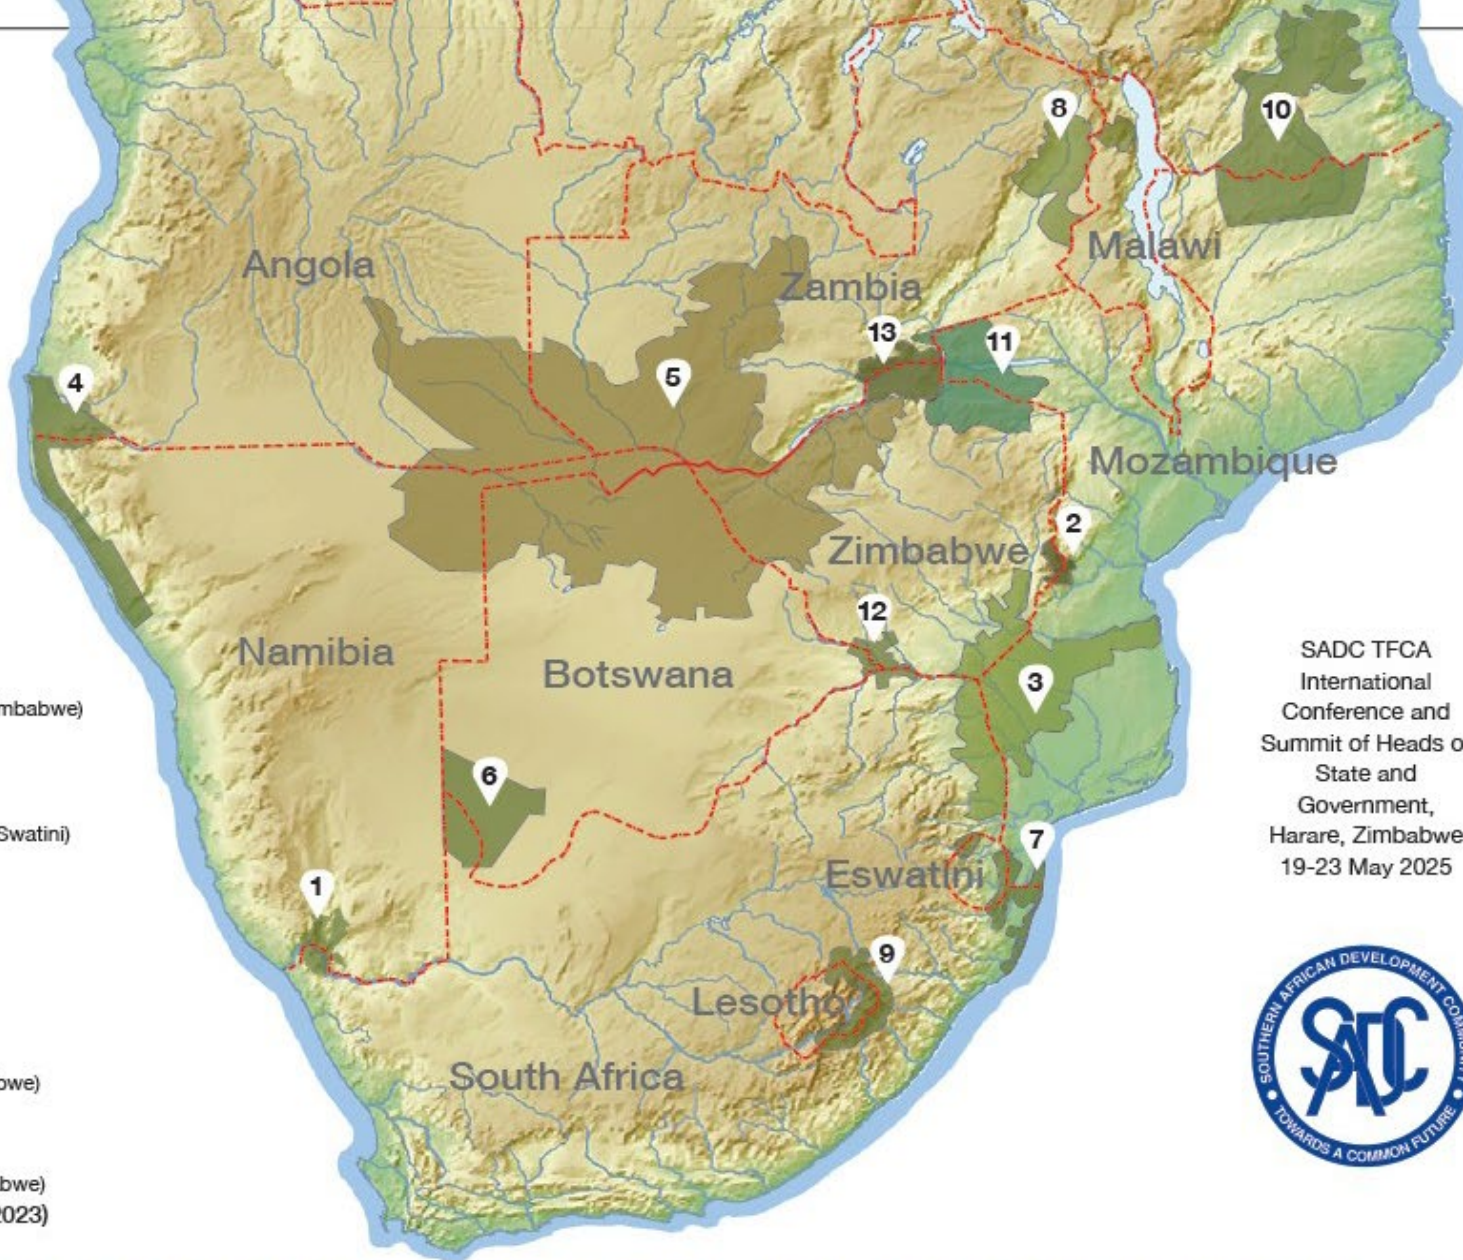 8
10
Angola
Malawi
Zambia
13
11
4
5
Mozambique
2
Zimbabwe
12
Namibia
Botswana
3
SADC TFCA
International
Conference and
Summit of Heads o
State and
Government,
Harare, Zimbabwe
19-23 May 2025
mbabwe)
6
Swatini)
7
Eswatini
1
9
Lesotho
South Africa
SOUTHERN AFRICAN DEVELOPMENT COMMUNITY
SADC
TOWARDS A COMMON FUTURE
bwe)
bwe)
2023)